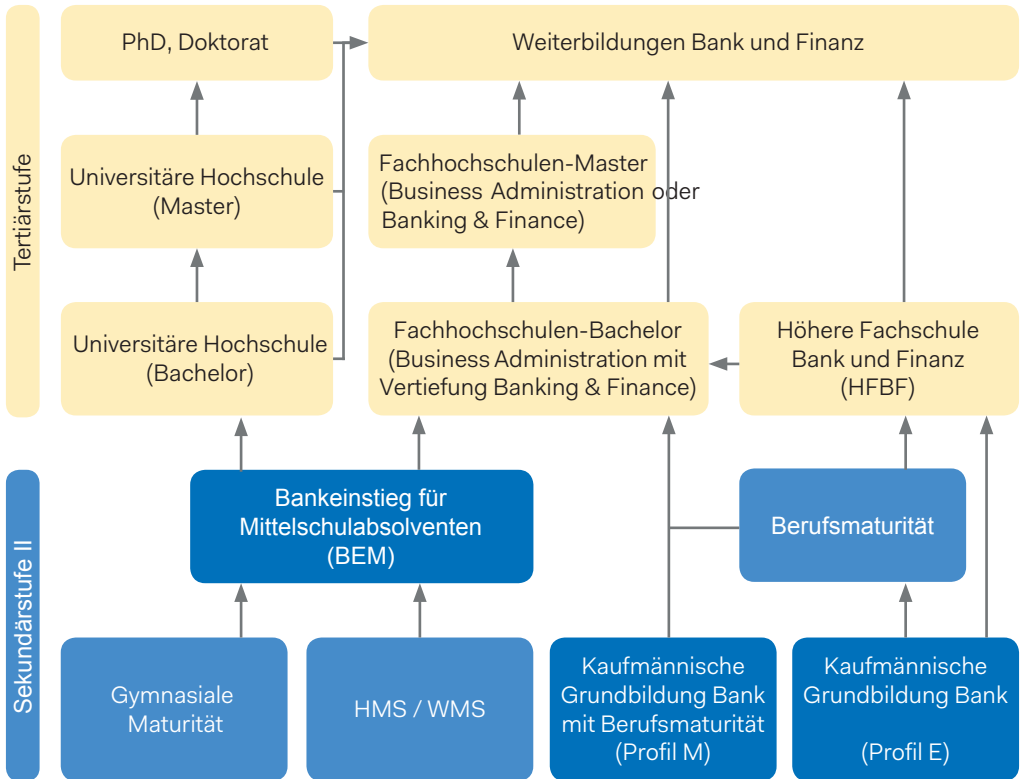 Tertiärstufe
PhD, Doktorat
Weiterbildungen Bank und Finanz
Universitäre Hochschule
(Master)
Fachhochschulen-Master
(Business Administration oder
Banking & Finance)
Universitäre Hochschule
(Bachelor)
Fachhochschulen-Bachelor
(Business Administration mit
Vertiefung Banking & Finance)
Höhere Fachschule
Bank und Finanz
(HFBF)
Sekundärstufe II
Bankeinstieg für
Mittelschulabsolventen
(BEM)
Berufsmaturität
Gymnasiale
Maturität
HMS / WMS
Kaufmännische
Grundbildung Bank
mit Berufsmaturität
(Profil M)
Kaufmännische
Grundbildung Bank
(Profil E)